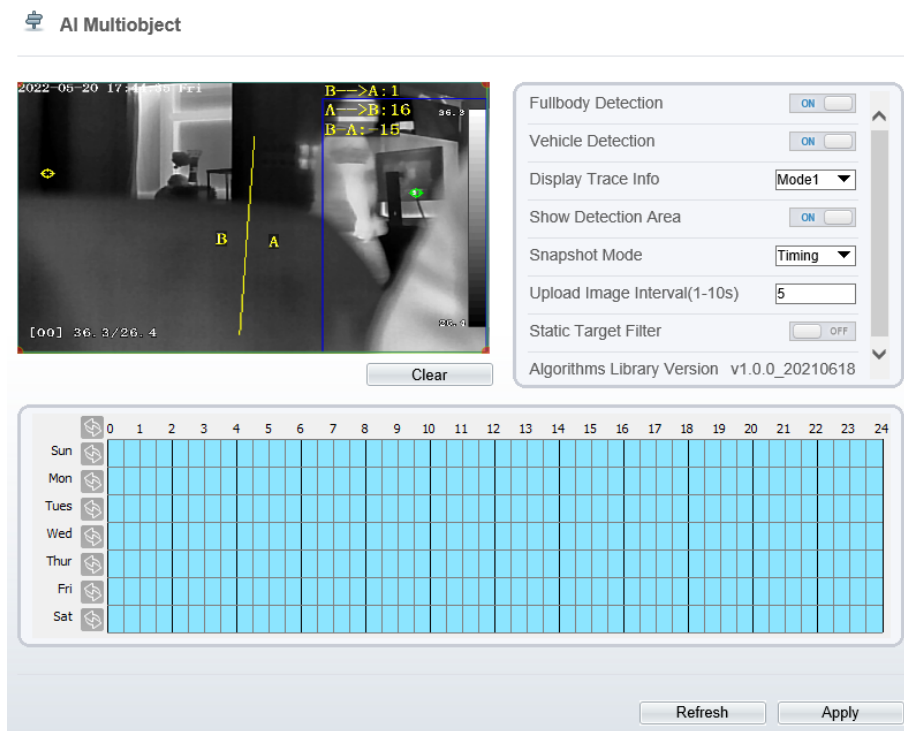 AI Multiobject
2022-05-20 17:44:35 Fri
B-->A:1
A-->B:16
B-A:-15
36.3
B
A
[00] 36.3/26.4
26.4
Clear
Fullbody Detection ON
Vehicle Detection ON
Display Trace Info Mode1
Show Detection Area ON
Snapshot Mode Timing
Upload Image Interval(1-10s) 5
Static Target Filter OFF
Algorithms Library Version v1.0.0_20210618
0 1 2 3 4 5 6 7 8 9 10 11 12 13 14 15 16 17 18 19 20 21 22 23 24
Sun
Mon
Tues
Wed
Thur
Fri
Sat
Refresh Apply